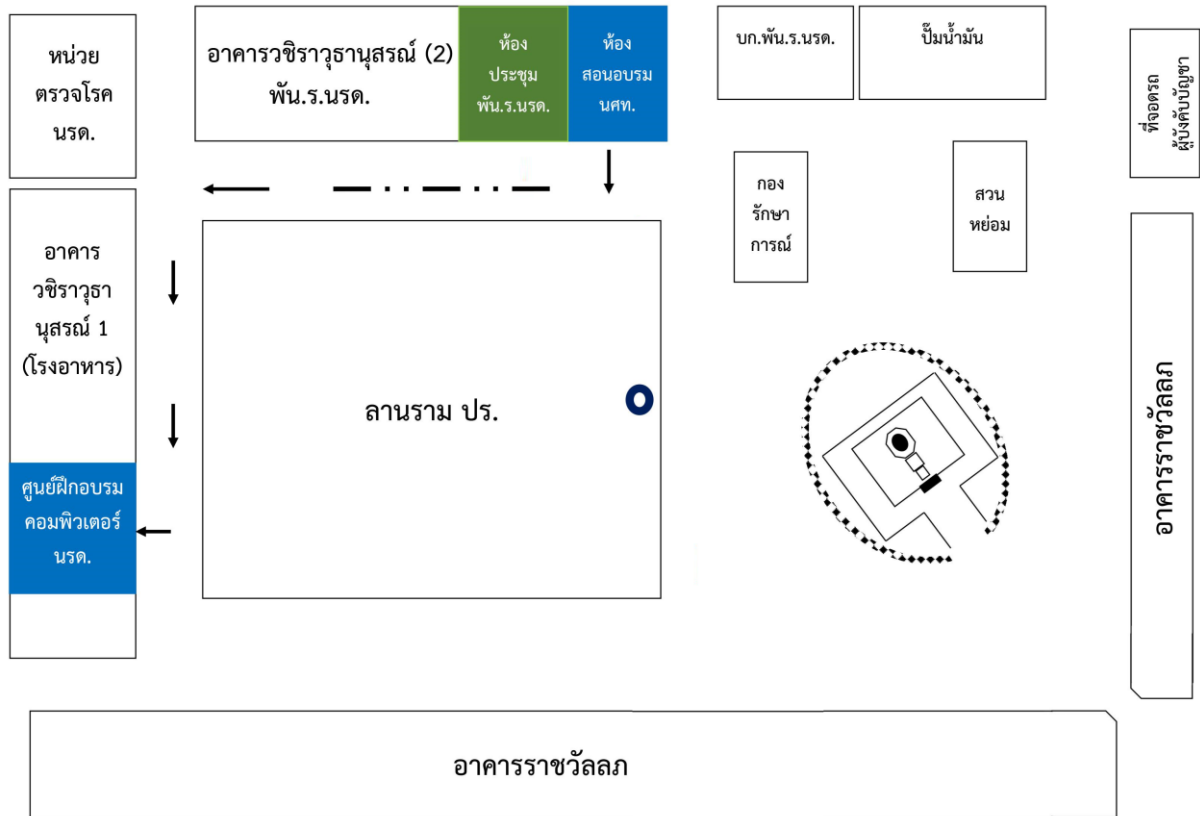 หน่วย
ตรวจโรค
นรด.
อาคารวชิราวุธานุสรณ์ (2)
พัน.ร.นรด.
ห้อง
ประชุม
พัน.ร.นรด.
ห้อง
สอนอบรม
นศท.
บก.พัน.ร.นรด.
ปั๊มน้ำมัน
ที่จอดรถ
ผู้บังคับบัญชา
กอง
รักษา
การณ์
สวน
หย่อม
อาคาร
วชิราวุธา
นุสรณ์ 1
(โรงอาหาร)
ลานราม ปร.
ศูนย์ฝึกอบรม
คอมพิวเตอร์
นรด.
อาคารราชวัลลภ
อาคารราชวัลลภ